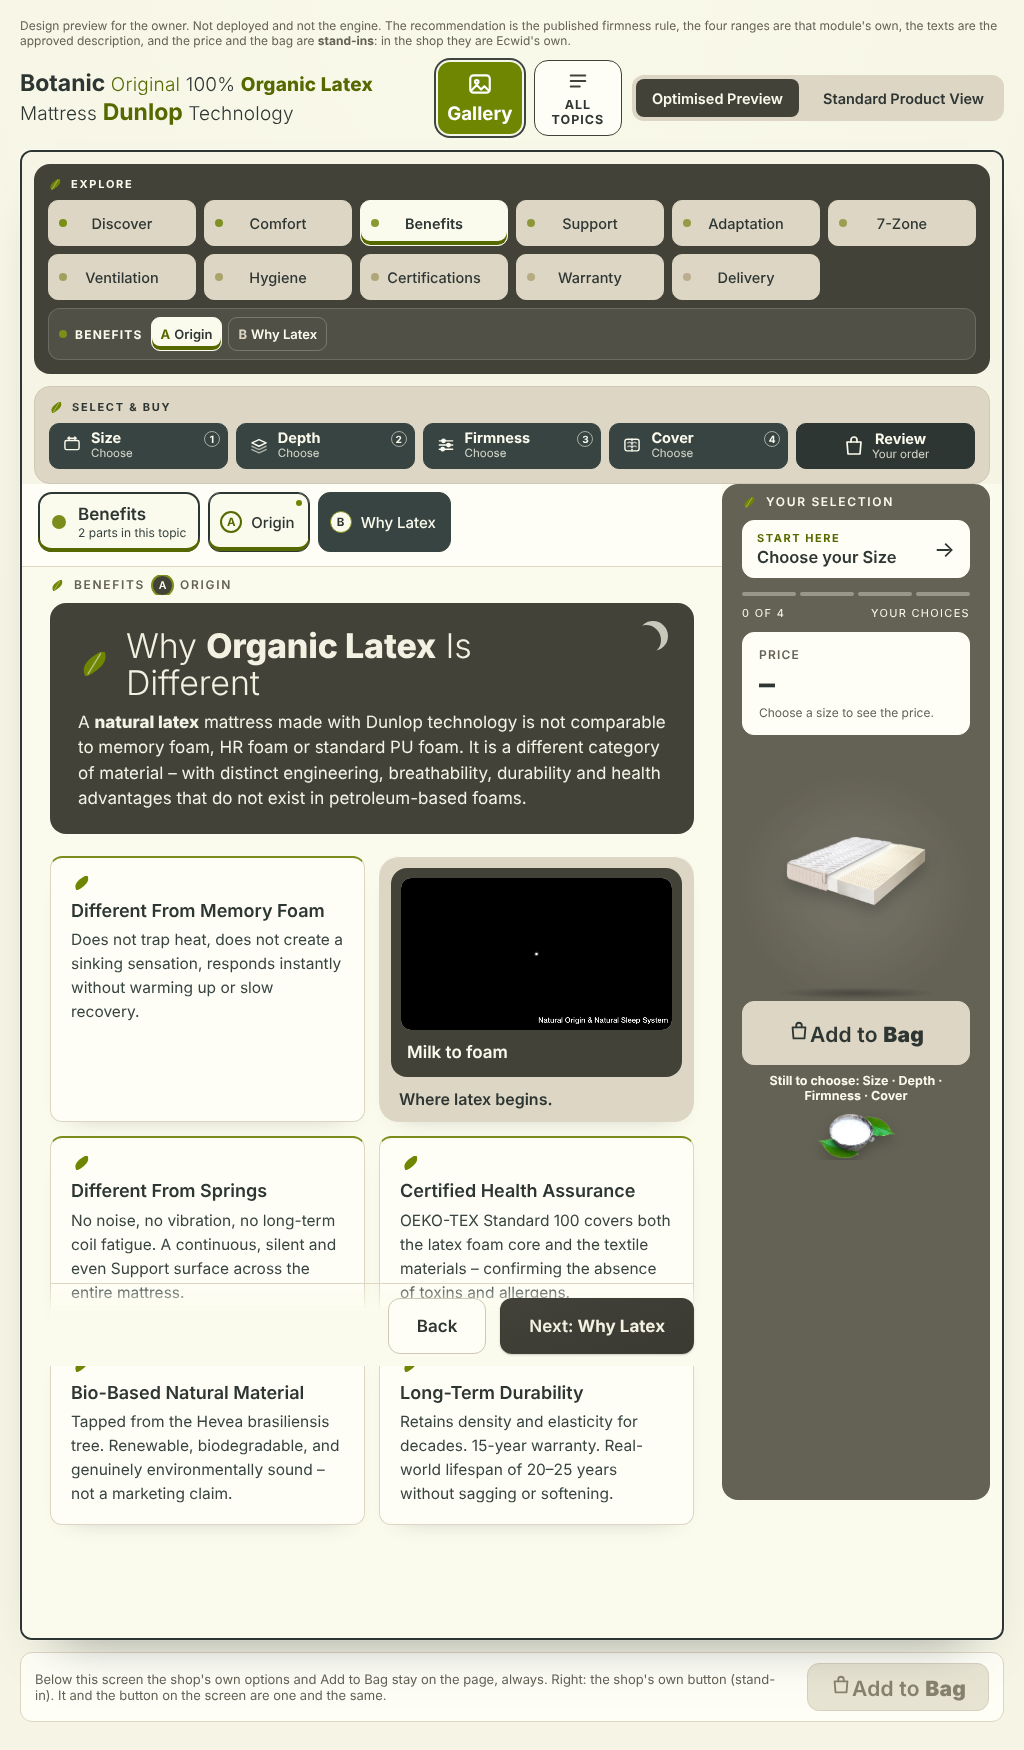 Design preview for the owner. Not deployed and not the engine. The recommendation is the published firmness rule, the four ranges are that module's own, the texts are the
approved description, and the price and the bag are stand-ins: in the shop they are Ecwid's own.
Botanic Original 100% Organic Latex
Mattress Dunlop Technology
Gallery
ALL
TOPICS
Optimised Preview
Standard Product View
EXPLORE
Discover
Comfort
Benefits
Support
Adaptation
7-Zone
Ventilation
Hygiene
Certifications
Warranty
Delivery
BENEFITS
A Origin
B Why Latex
SELECT & BUY
Size
Choose
1
Depth
Choose
2
Firmness
Choose
3
Cover
Choose
4
Review
Your order
Benefits
2 parts in this topic
A Origin
B Why Latex
BENEFITS A ORIGIN
Why Organic Latex Is
Different
A natural latex mattress made with Dunlop technology is not comparable
to memory foam, HR foam or standard PU foam. It is a different category
of material – with distinct engineering, breathability, durability and health
advantages that do not exist in petroleum-based foams.
Different From Memory Foam
Does not trap heat, does not create a
sinking sensation, responds instantly
without warming up or slow
recovery.
Natural Origin & Natural Sleep System
Milk to foam
Where latex begins.
Different From Springs
No noise, no vibration, no long-term
coil fatigue. A continuous, silent and
even Support surface across the
entire mattress.
Certified Health Assurance
OEKO-TEX Standard 100 covers both
the latex foam core and the textile
materials – confirming the absence
of toxins and allergens.
Back
Next: Why Latex
Bio-Based Natural Material
Tapped from the Hevea brasiliensis
tree. Renewable, biodegradable, and
genuinely environmentally sound –
not a marketing claim.
Long-Term Durability
Retains density and elasticity for
decades. 15-year warranty. Real-
world lifespan of 20–25 years
without sagging or softening.
YOUR SELECTION
START HERE
Choose your Size
0 OF 4
YOUR CHOICES
PRICE
–
Choose a size to see the price.
Add to Bag
Still to choose: Size · Depth ·
Firmness · Cover
Below this screen the shop's own options and Add to Bag stay on the page, always. Right: the shop's own button (stand-
in). It and the button on the screen are one and the same.
Add to Bag